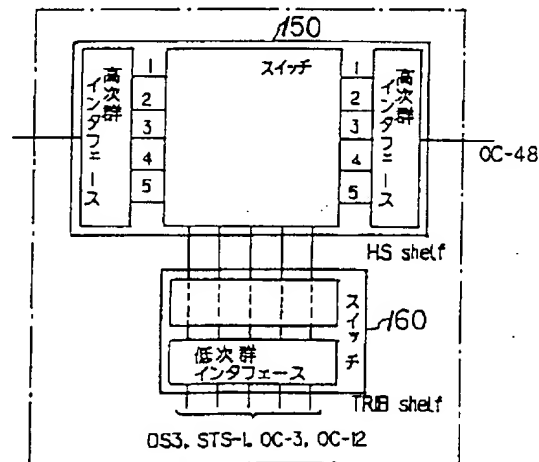 150
高次群インタフェース
1
2
3
4
5
スイッチ
1
2
3
4
5
高次群インタフェース
OC-48
HS shelf
スイッチ
160
低次群
インタフェース
TRIB shelf
DS3, STS-1, OC-3, OC-12